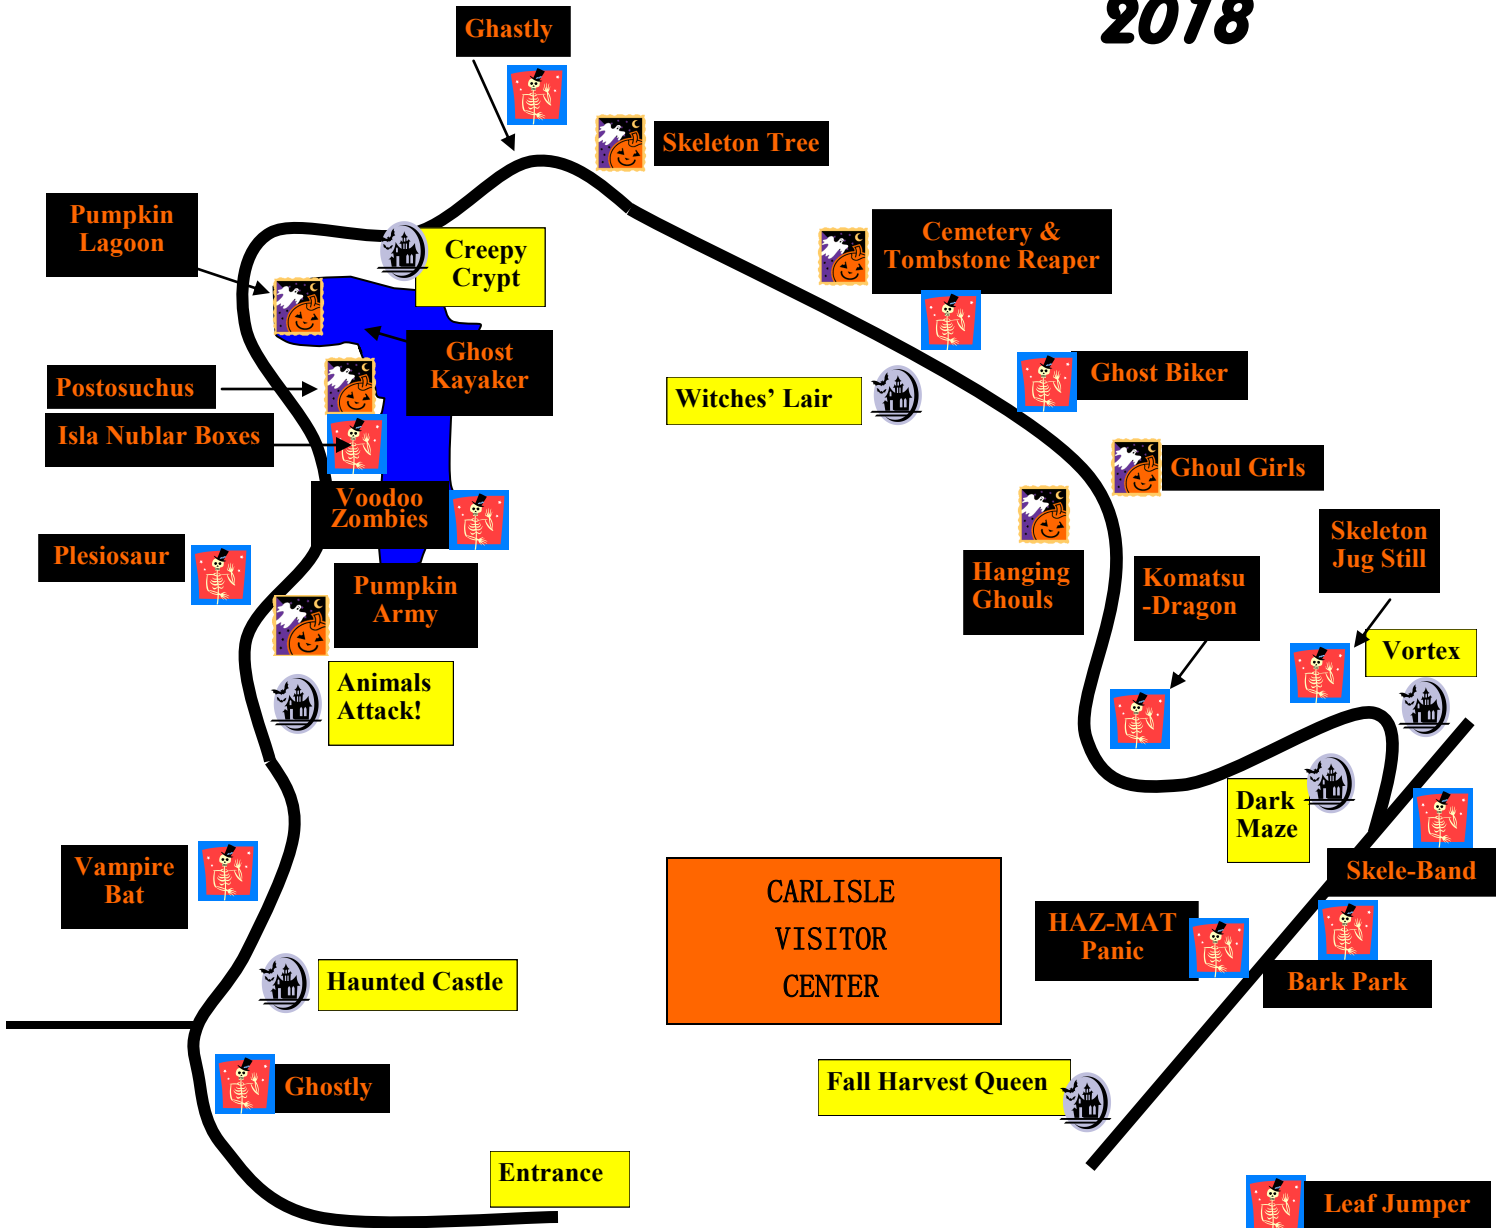 2018
Ghastly
Skeleton Tree
Pumpkin
Lagoon
Creepy
Crypt
Cemetery &
Tombstone Reaper
Ghost
Kayaker
Postosuchus
Witches’ Lair
Ghost Biker
Isla Nublar Boxes
Ghoul Girls
Voodoo
Zombies
Plesiosaur
Hanging
Ghouls
Komatsu
-Dragon
Skeleton
Jug Still
Pumpkin
Army
Vortex
Animals
Attack!
Dark
Maze
Vampire
Bat
Skele-Band
CARLISLE
VISITOR
CENTER
HAZ-MAT
Panic
Bark Park
Haunted Castle
Ghostly
Fall Harvest Queen
Entrance
Leaf Jumper